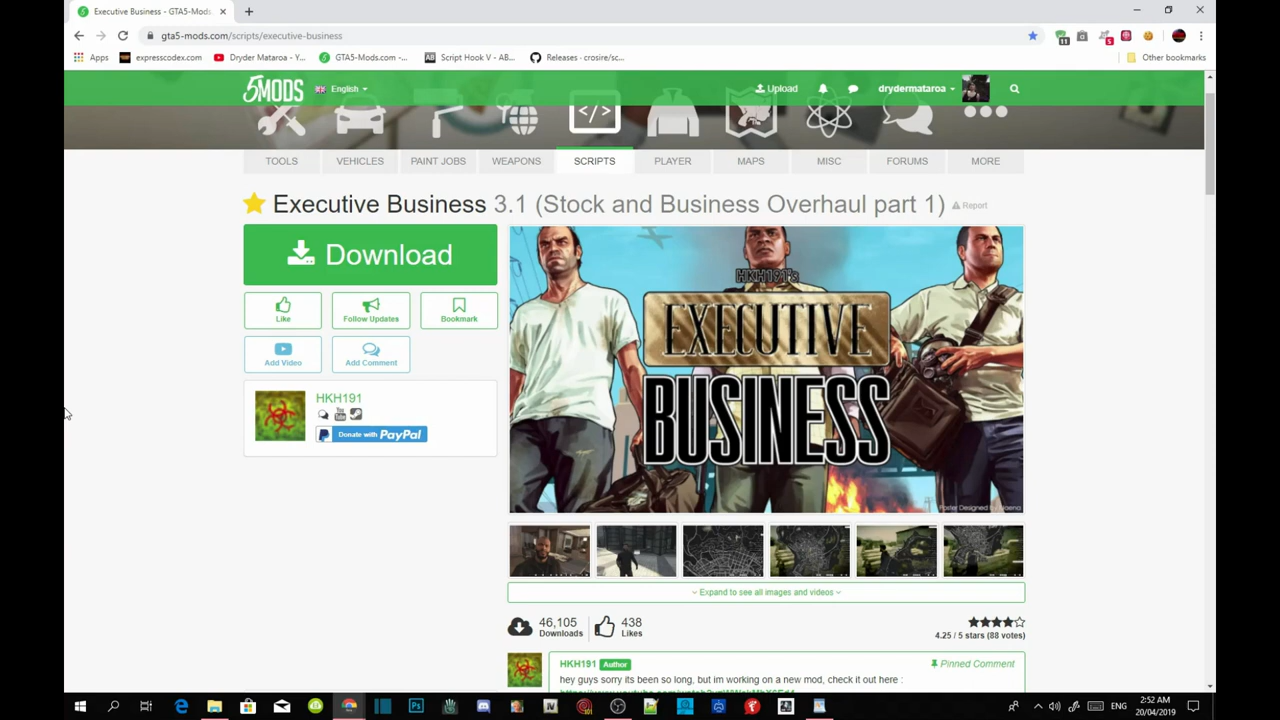 Executive Business - GTA5-Mods
gta5-mods.com/scripts/executive-business
Apps
expresscodex.com
Dryder Mataroa - Y...
GTA5-Mods.com -...
Script Hook V - AB...
Releases - crosire/sc...
Other bookmarks
5MODS
English
Upload
drydermataroa
TOOLS
VEHICLES
PAINT JOBS
WEAPONS
SCRIPTS
PLAYER
MAPS
MISC
FORUMS
MORE
Executive Business 3.1 (Stock and Business Overhaul part 1)
Report
Download
Like
Follow Updates
Bookmark
Add Video
Add Comment
HKH191
Donate with PayPal
HKH191's
EXECUTIVE
BUSINESS
Expand to see all images and videos
46,105
Downloads
438
Likes
4.25 / 5 stars (88 votes)
HKH191 Author
Pinned Comment
hey guys sorry its been so long, but im working on a new mod, check it out here :
ENG
2:52 AM
20/04/2019